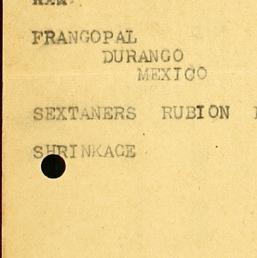 FRANGOPAL
DURANGO
MEXICO
SEXTANERS RUBION
SHRINKAGE